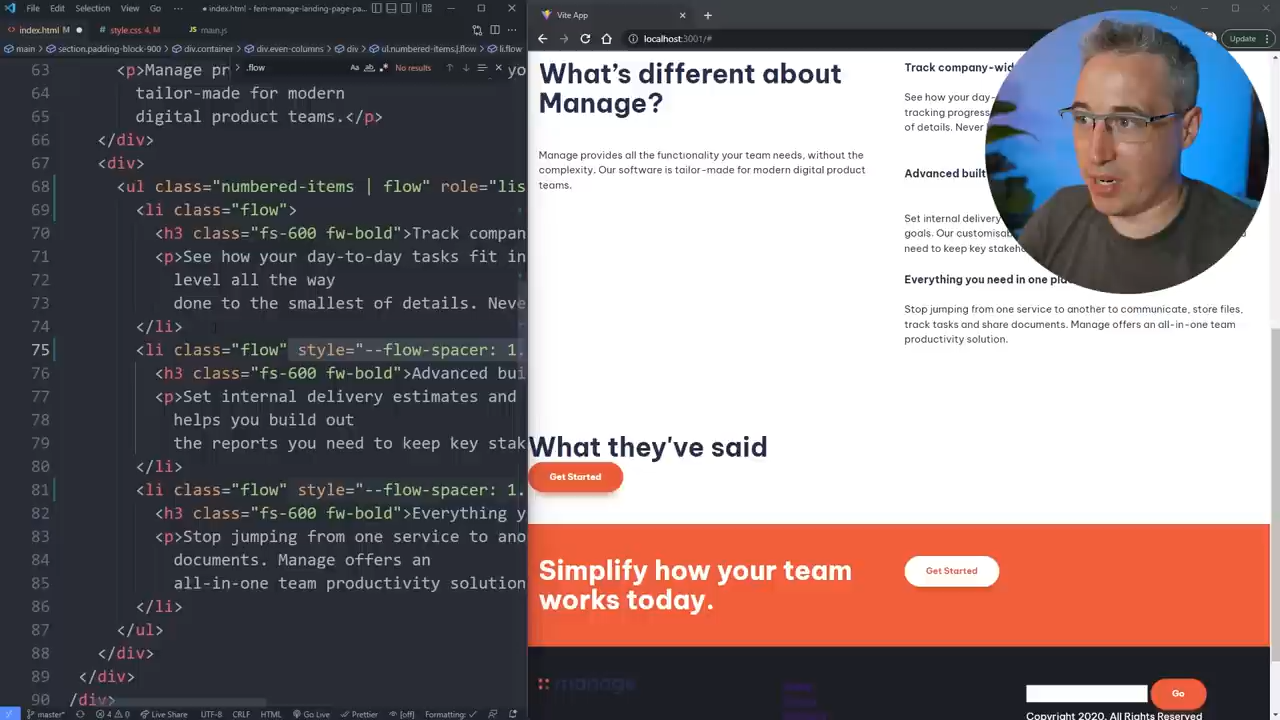 File Edit Selection View Go ··· • index.html - fem-manage-landing-page-pa...
index.html M ● style.css 4, M main.js
main > section.padding-block-900 > div.container > div.even-columns > div > ul.numbered-items.|.flow > li.flow
.flow No results
63 <p>Manage pr
64 tailor-made for modern
65 digital product teams.</p>
66 </div>
67 <div>
68 <ul class="numbered-items | flow" role="lis
69 <li class="flow">
70 <h3 class="fs-600 fw-bold">Track compan
71 <p>See how your day-to-day tasks fit in
72 level all the way
73 done to the smallest of details. Neve
74 </li>
75 <li class="flow" style="--flow-spacer: 1.
76 <h3 class="fs-600 fw-bold">Advanced bui
77 <p>Set internal delivery estimates and
78 helps you build out
79 the reports you need to keep key stak
80 </li>
81 <li class="flow" style="--flow-spacer: 1.
82 <h3 class="fs-600 fw-bold">Everything y
83 <p>Stop jumping from one service to ano
84 documents. Manage offers an
85 all-in-one team productivity solution
86 </li>
87 </ul>
88 </div>
89 </div>
90 </div>
master* 4 0 Live Share UTF-8 CRLF HTML Go Live Prettier [off] Formatting: ✓
Vite App
localhost:3001/#
Update
What's different about
Manage?
Manage provides all the functionality your team needs, without the
complexity. Our software is tailor-made for modern digital product
teams.
Track company-wid
See how your day-
tracking progress
of details. Never
Advanced built
Set internal delivery
goals. Our customisab
need to keep key stakeh
Everything you need in one pla
Stop jumping from one service to another to communicate, store files,
track tasks and share documents. Manage offers an all-in-one team
productivity solution.
What they've said
Get Started
Simplify how your team
works today.
Get Started
manage
Go
Copyright 2020. All Rights Reserved